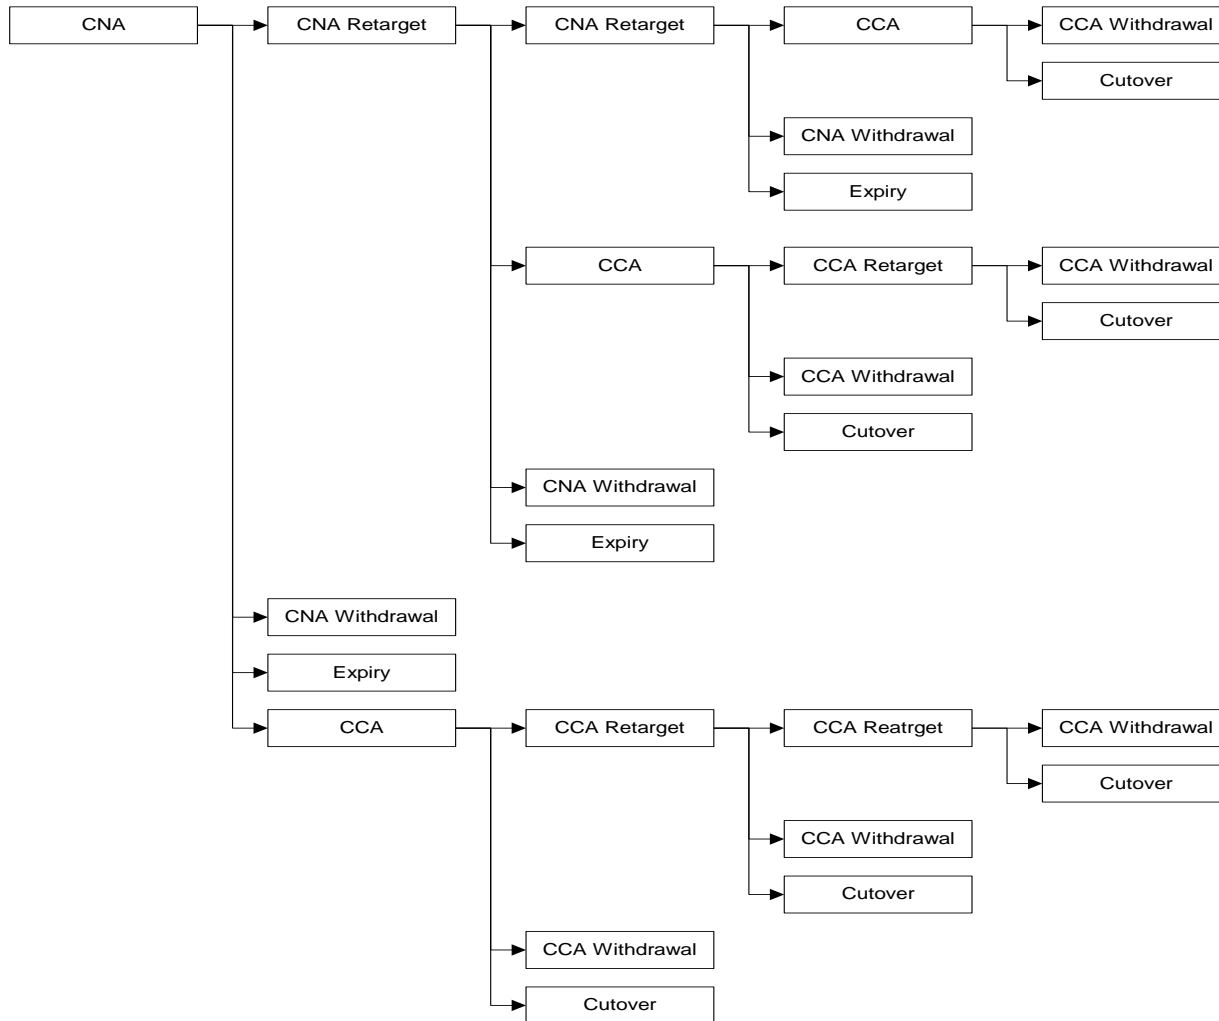 CNA
CNA Retarget
CNA Retarget
CCA
CCA Withdrawal
Cutover
CNA Withdrawal
Expiry
CCA
CCA Retarget
CCA Withdrawal
Cutover
CCA Withdrawal
Cutover
CNA Withdrawal
Expiry
CNA Withdrawal
Expiry
CCA
CCA Retarget
CCA Reatrget
CCA Withdrawal
Cutover
CCA Withdrawal
Cutover
CCA Withdrawal
Cutover